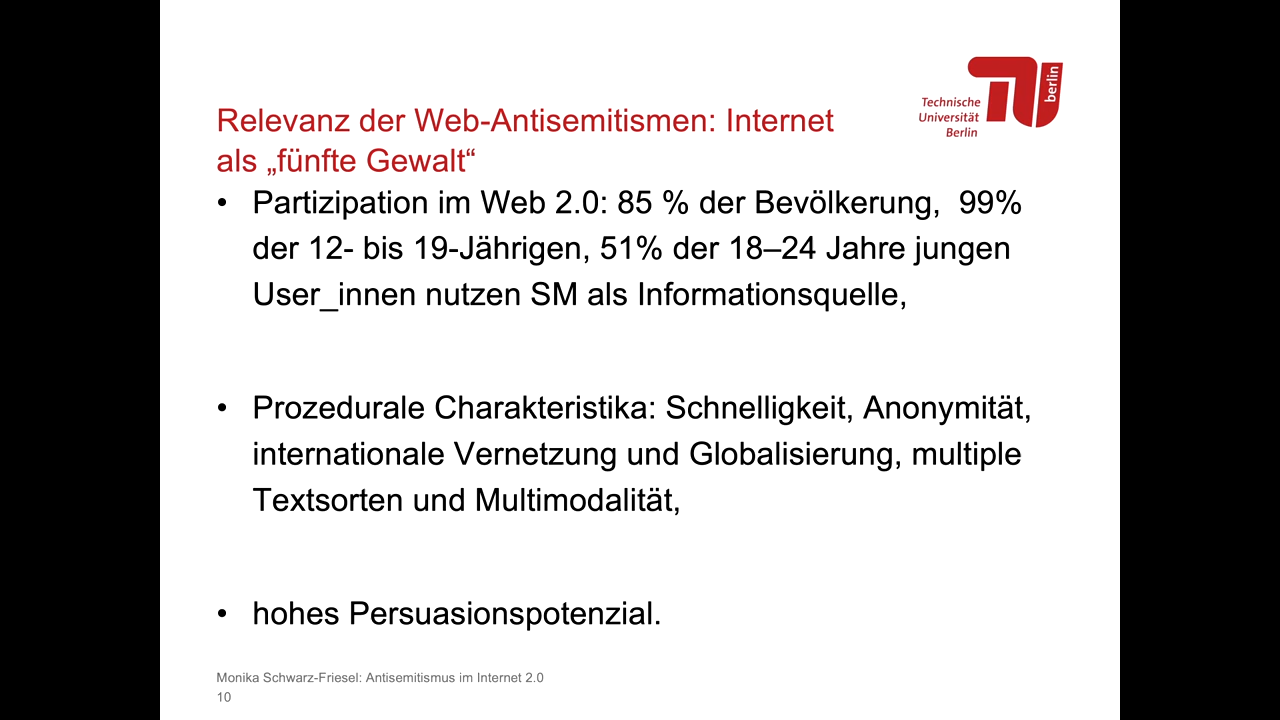 Technische
Universität
Berlin
berlin
Relevanz der Web-Antisemitismen: Internet
als „fünfte Gewalt“
• Partizipation im Web 2.0: 85 % der Bevölkerung,  99%
der 12- bis 19-Jährigen, 51% der 18–24 Jahre jungen
User_innen nutzen SM als Informationsquelle,
• Prozedurale Charakteristika: Schnelligkeit, Anonymität,
internationale Vernetzung und Globalisierung, multiple
Textsorten und Multimodalität,
• hohes Persuasionspotenzial.
Monika Schwarz-Friesel: Antisemitismus im Internet 2.0
10